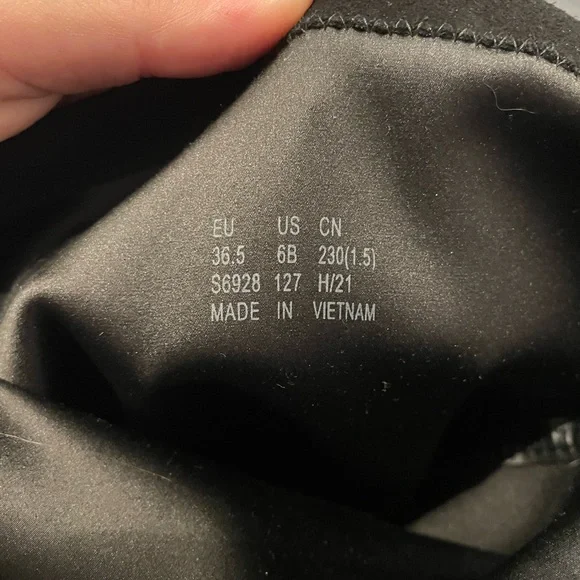 EU US CN
36.5 6B 230(1.5)
S6928 127 H/21
MADE IN VIETNAM